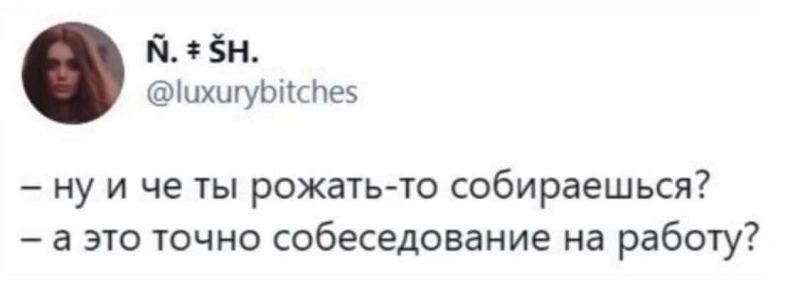 Ñ. ⧧ ŠH.
@luxurybitches
– ну и че ты рожать-то собираешься?
– а это точно собеседование на работу?